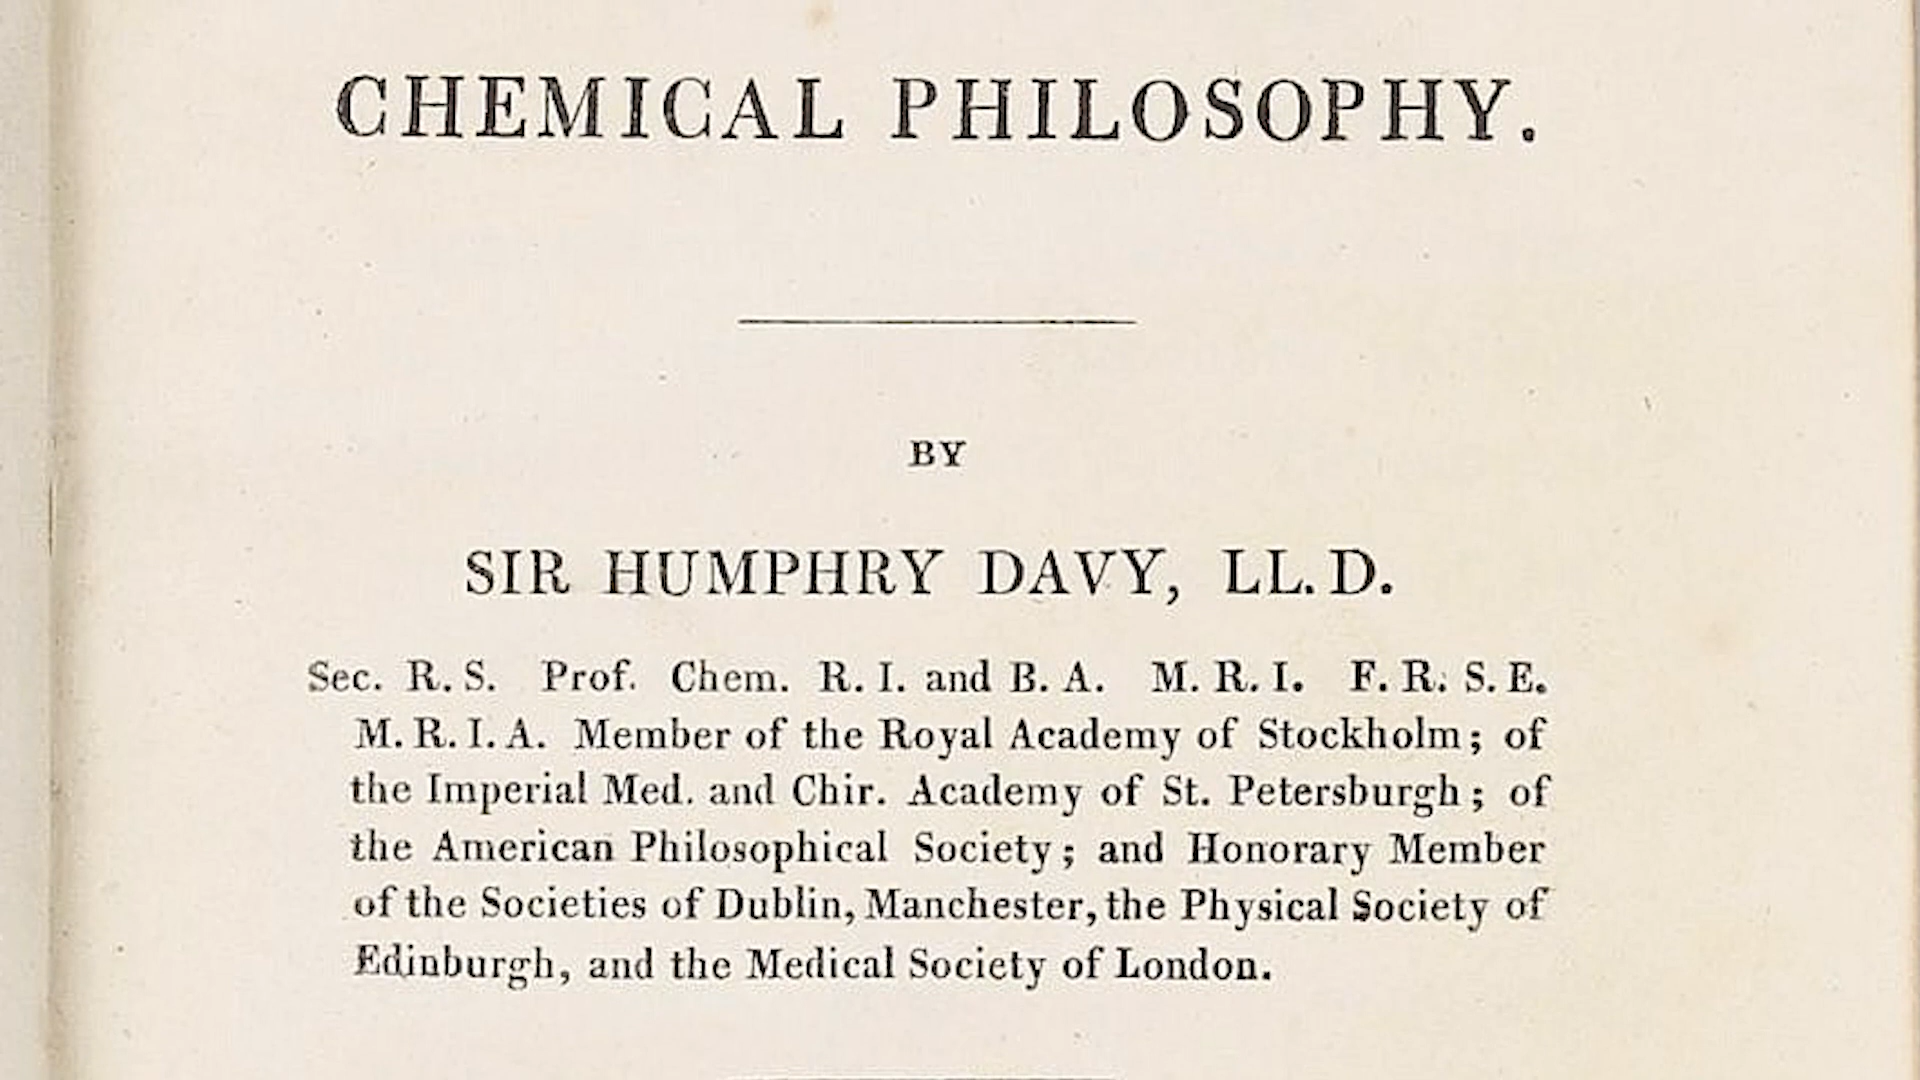 CHEMICAL PHILOSOPHY.
BY
SIR HUMPHRY DAVY, LL. D.
Sec. R. S. Prof. Chem. R. I. and B. A. M. R. I. F. R. S. E.
M. R. I. A. Member of the Royal Academy of Stockholm; of
the Imperial Med. and Chir. Academy of St. Petersburgh; of
the American Philosophical Society; and Honorary Member
of the Societies of Dublin, Manchester, the Physical Society of
Edinburgh, and the Medical Society of London.